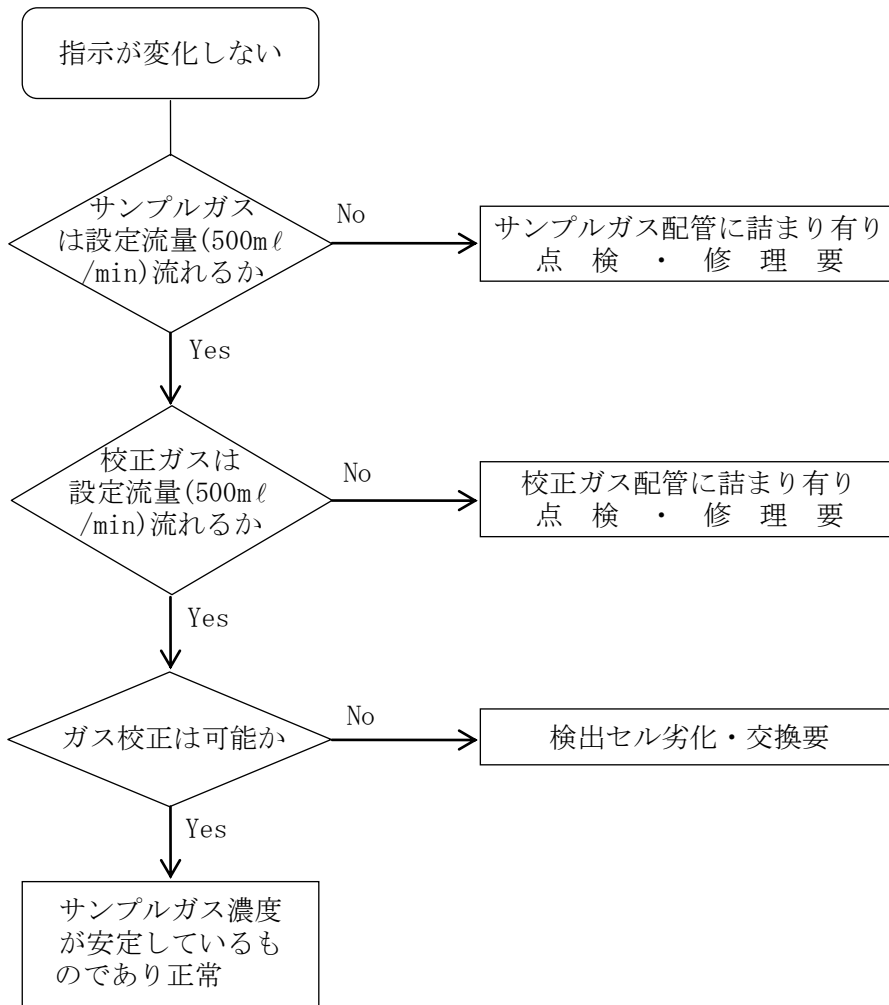 指示が変化しない
サンプルガス
は設定流量(500mℓ
/min)流れるか
No
サンプルガス配管に詰まり有り
点検・修理要
Yes
校正ガスは
設定流量(500mℓ
/min)流れるか
No
校正ガス配管に詰まり有り
点検・修理要
Yes
ガス校正は可能か
No
検出セル劣化・交換要
Yes
サンプルガス濃度
が安定しているも
のであり正常